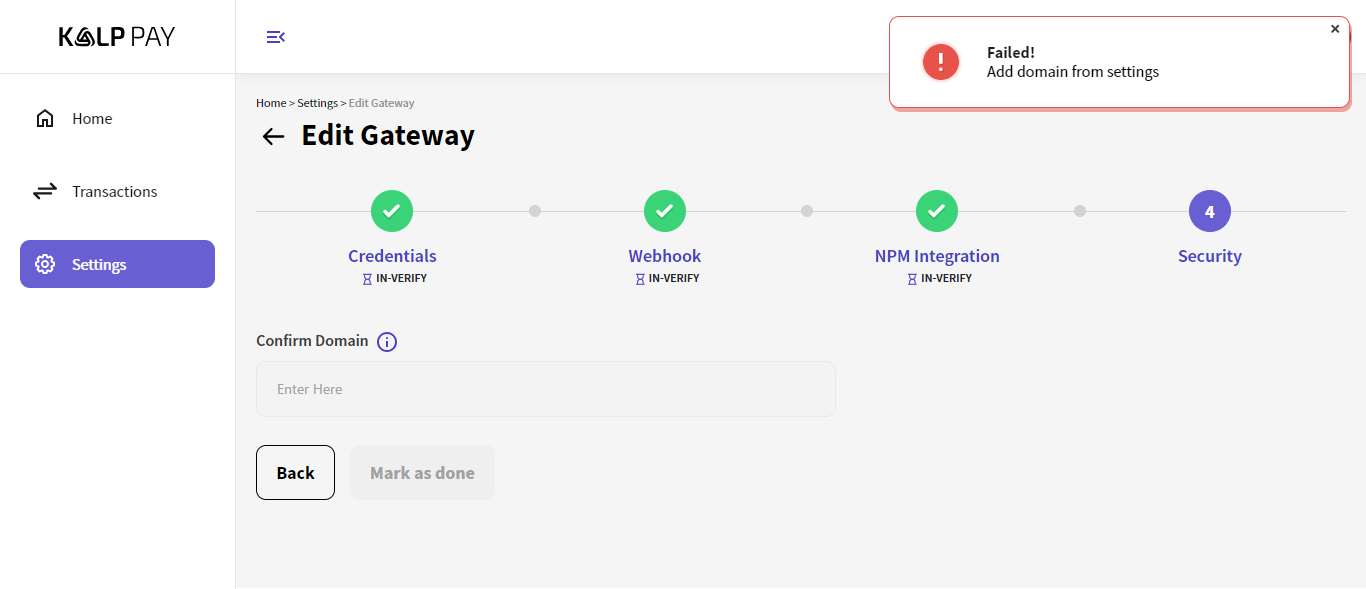 KALP PAY
Failed!
Add domain from settings
Home > Settings > Edit Gateway
Edit Gateway
Home
Transactions
Settings
4
Credentials
Webhook
NPM Integration
Security
IN-VERIFY
IN-VERIFY
IN-VERIFY
Confirm Domain
Enter Here
Back
Mark as done